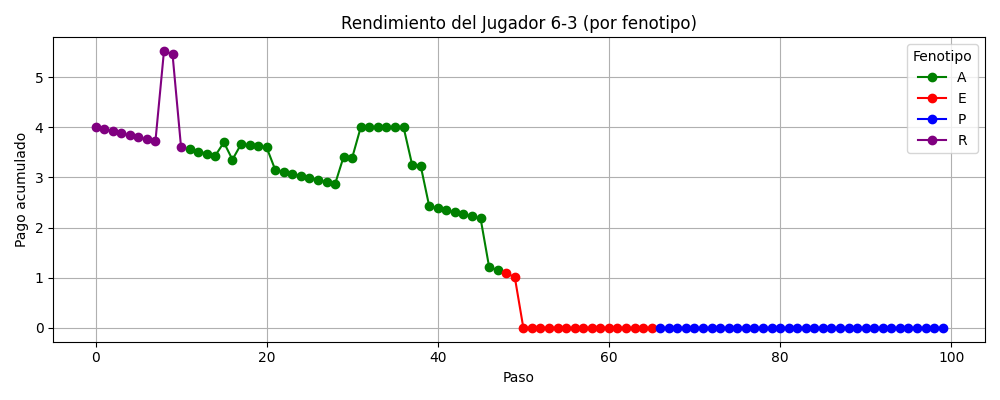 Rendimiento del Jugador 6-3 (por fenotipo)
Pago acumulado
5
4
3
2
1
0
0 20 40 60 80 100
Paso
Fenotipo
A
E
P
R